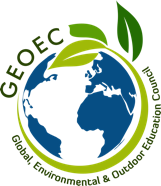 GEOEC
Global, Environmental & Outdoor Education Council